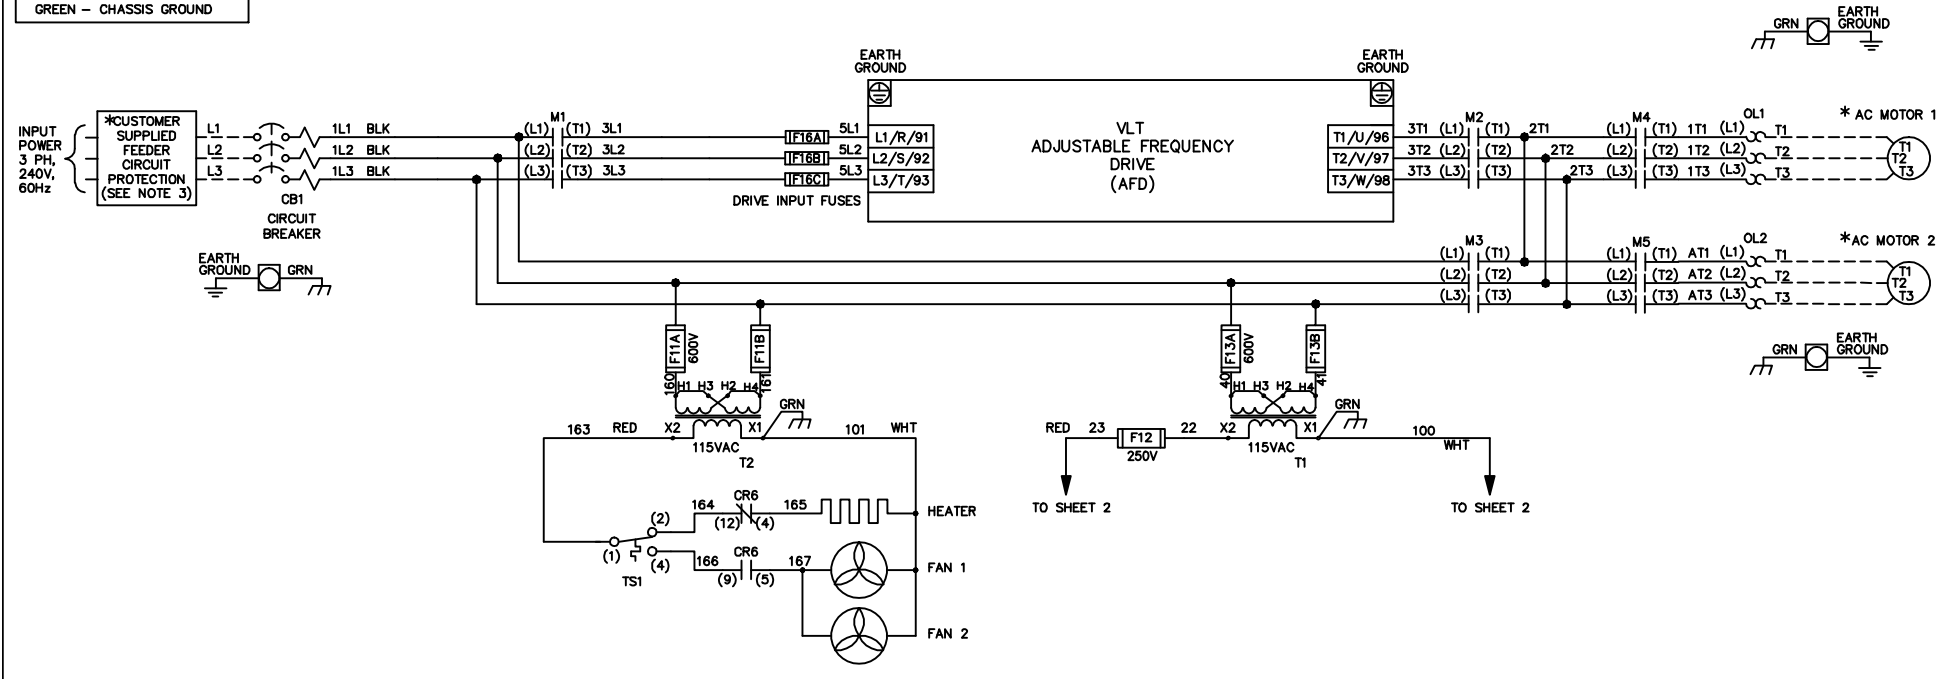 GREEN - CHASSIS GROUND
GRN
EARTH
GROUND
EARTH
GROUND
EARTH
GROUND
INPUT
POWER
3 PH,
240V,
60Hz
*CUSTOMER
SUPPLIED
FEEDER
CIRCUIT
PROTECTION
(SEE NOTE 3)
L1
L2
L3
CB1
CIRCUIT
BREAKER
1L1 BLK
1L2 BLK
1L3 BLK
M1
(L1) (T1) 3L1
(L2) (T2) 3L2
(L3) (T3) 3L3
F16A
F16B
F16C
DRIVE INPUT FUSES
5L1
5L2
5L3
L1/R/91
L2/S/92
L3/T/93
VLT
ADJUSTABLE FREQUENCY
DRIVE
(AFD)
T1/U/96
T2/V/97
T3/W/98
M2
3T1 (L1) (T1) 2T1
3T2 (L2) (T2) 2T2
3T3 (L3) (T3) 2T3
M4
(L1) (T1) 1T1 (L1)
(L2) (T2) 1T2 (L2)
(L3) (T3) 1T3 (L3)
OL1
T1
T2
T3
* AC MOTOR 1
T1
T2
T3
EARTH
GROUND
GRN
M3
(L1) (T1)
(L2) (T2)
(L3) (T3)
M5
(L1) (T1) AT1 (L1)
(L2) (T2) AT2 (L2)
(L3) (T3) AT3 (L3)
OL2
T1
T2
T3
*AC MOTOR 2
T1
T2
T3
GRN
EARTH
GROUND
F11A
600V
F11B
160
161
H1 H3 H2 H4
GRN
163 RED X2
X1 101 WHT
115VAC
T2
F13A
600V
F13B
40
41
H1 H3 H2 H4
GRN
RED 23
F12
250V
22 X2
X1
100
WHT
115VAC
T1
TO SHEET 2
TO SHEET 2
164
CR6
165
(12) (4)
HEATER
(1)
(2)
(4)
TS1
166
CR6
167
(9) (5)
FAN 1
FAN 2